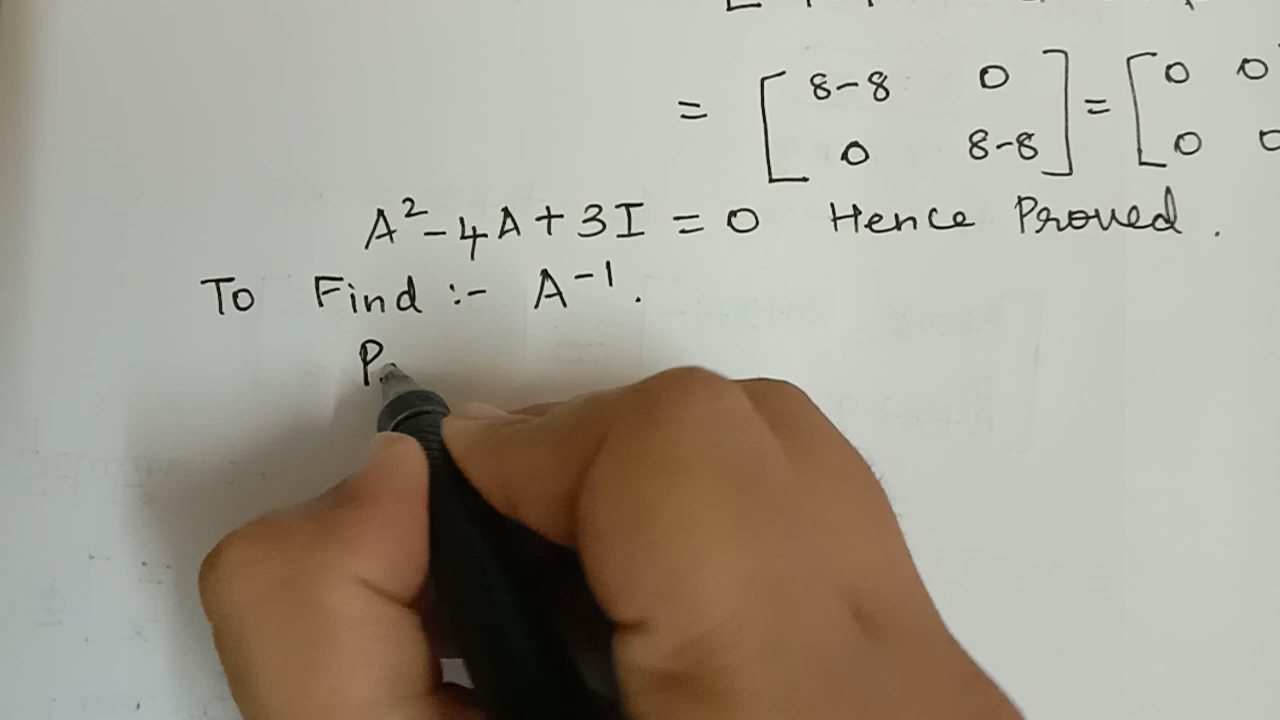 = [ 8-8 0 ] = [ 0 0
0 8-8 0 0
A² - 4A + 3I = 0 Hence Proved.
To Find :- A⁻¹.
P